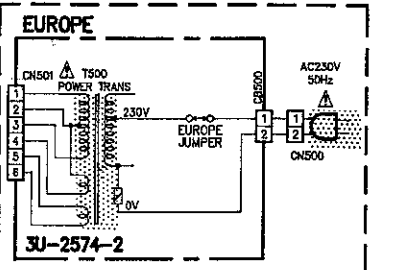 EUROPE
CN501 ⚠ T500
POWER TRANS
1
2
3
4
5
6
230V
0V
EUROPE
JUMPER
CB500
1
2
1
2
CN500
AC230V
50Hz
⚠
3U-2574-2